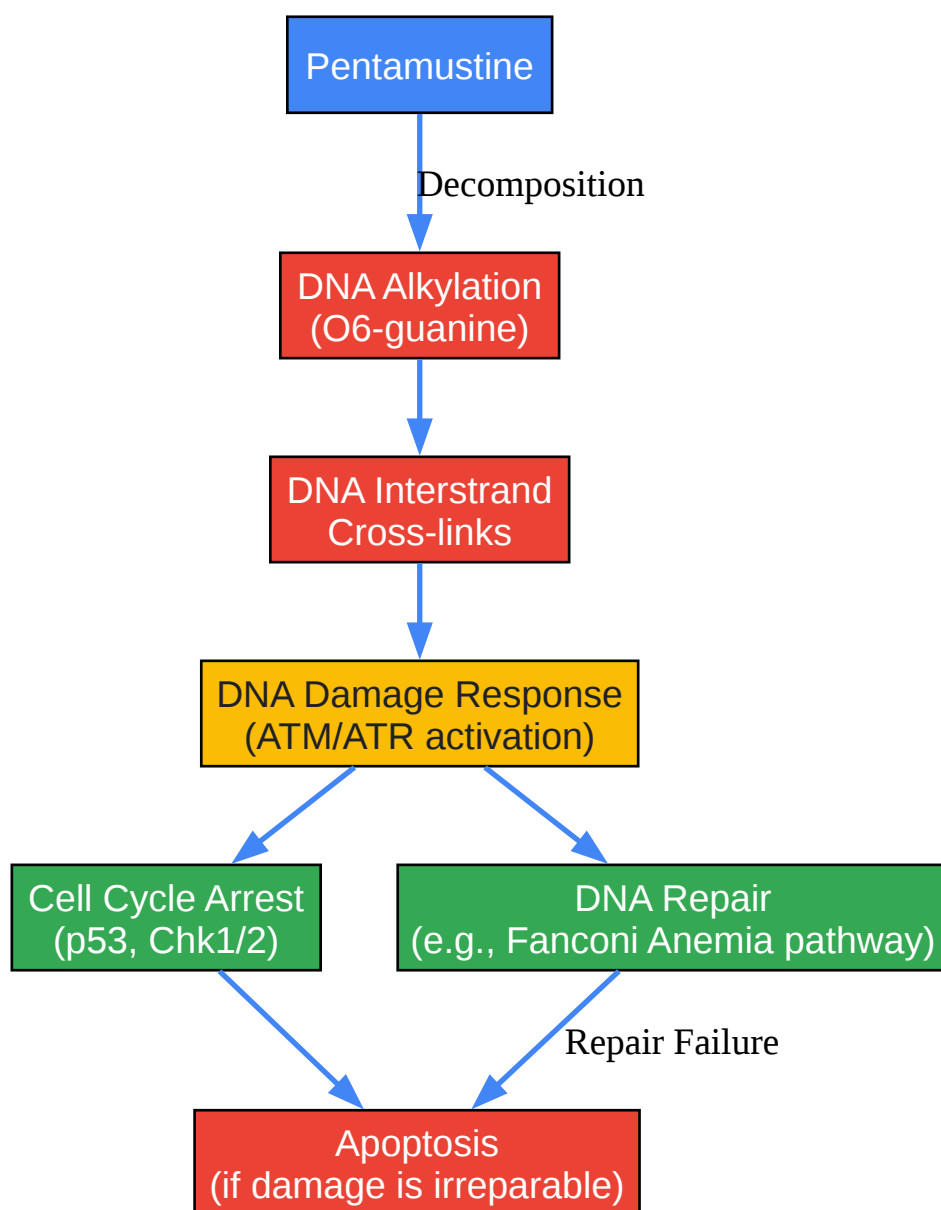 Pentamustine
Decomposition
DNA Alkylation
(O6-guanine)
DNA Interstrand
Cross-links
DNA Damage Response
(ATM/ATR activation)
Cell Cycle Arrest
(p53, Chk1/2)
DNA Repair
(e.g., Fanconi Anemia pathway)
Repair Failure
Apoptosis
(if damage is irreparable)